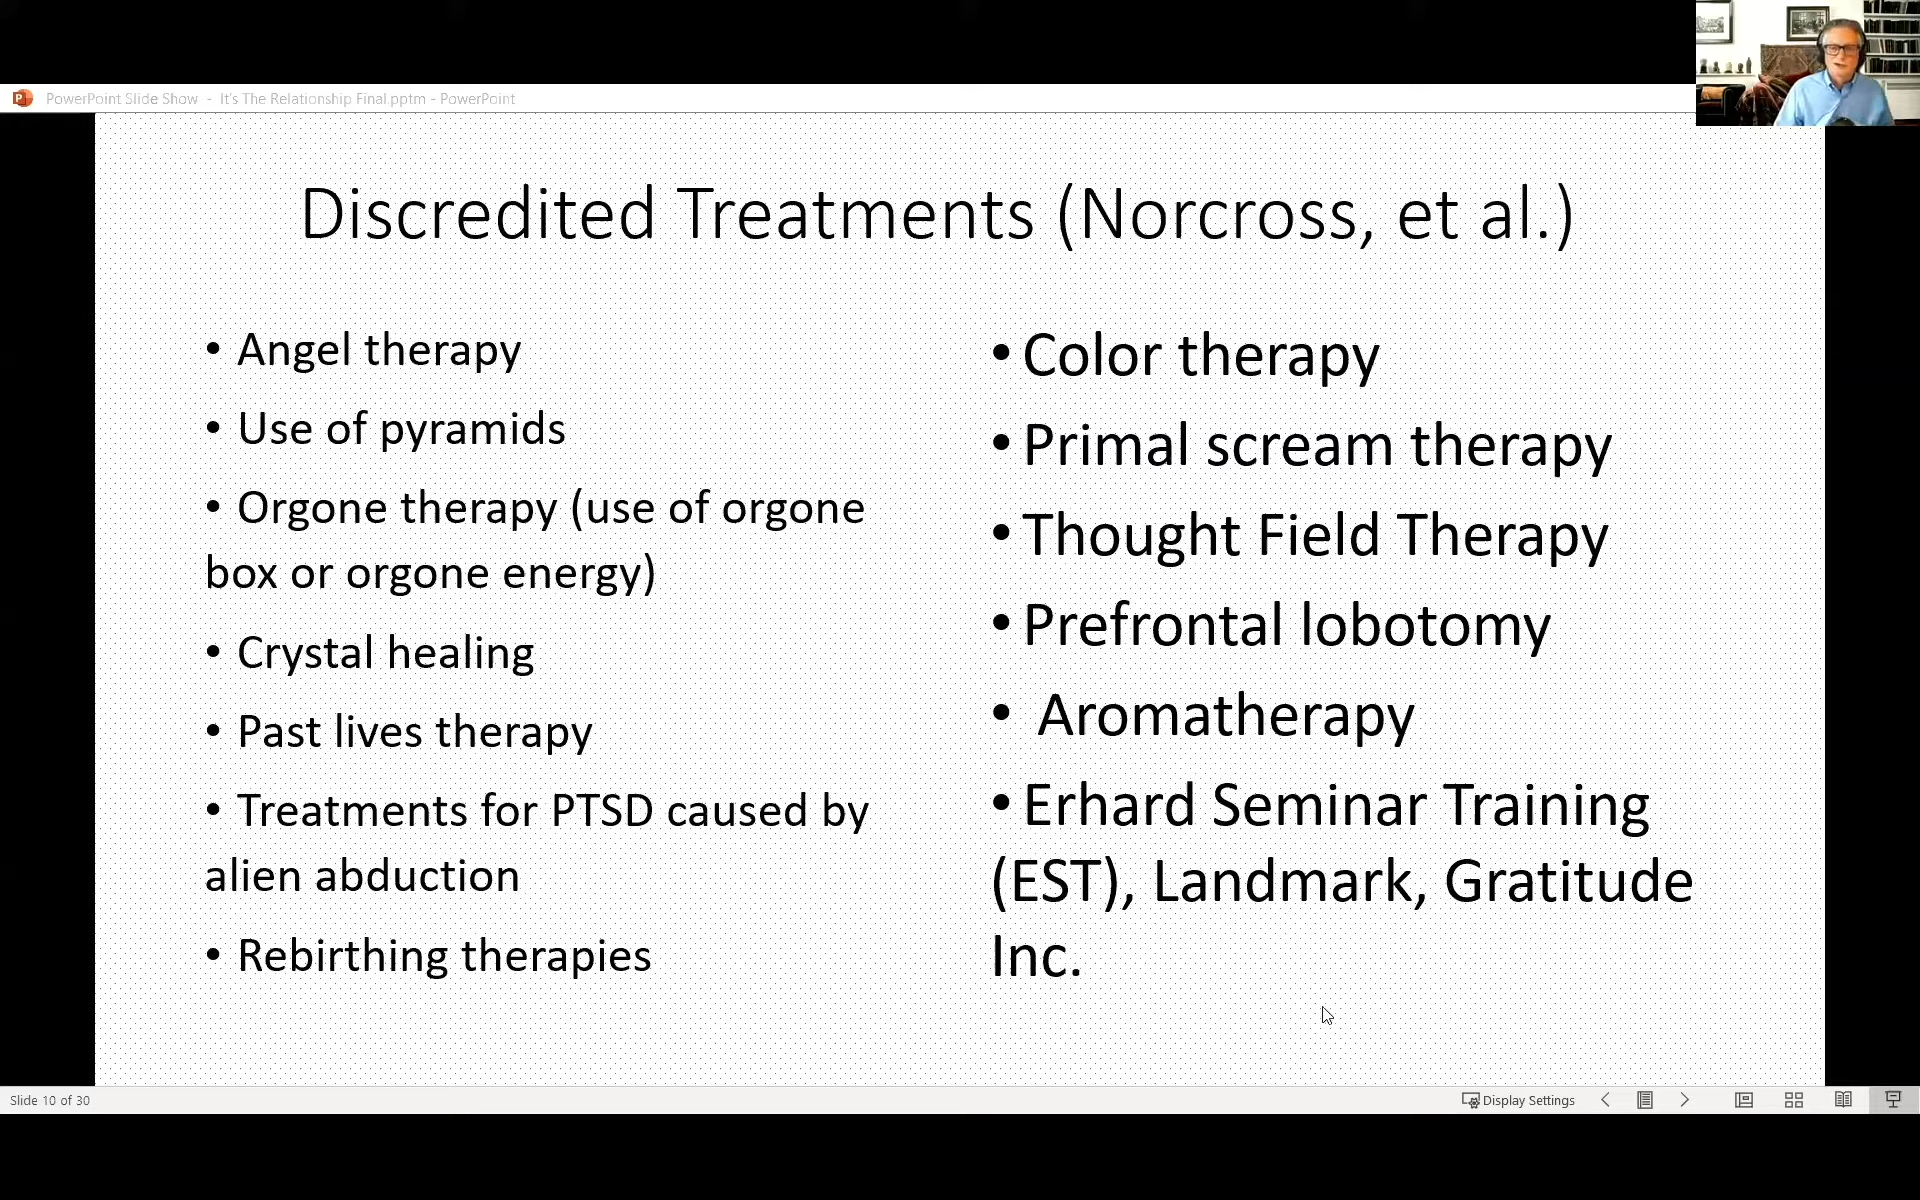 PowerPoint Slide Show - It's The Relationship Final.pptm - PowerPoint
Discredited Treatments (Norcross, et al.)
• Angel therapy
• Use of pyramids
• Orgone therapy (use of orgone
box or orgone energy)
• Crystal healing
• Past lives therapy
• Treatments for PTSD caused by
alien abduction
• Rebirthing therapies
• Color therapy
• Primal scream therapy
• Thought Field Therapy
• Prefrontal lobotomy
• Aromatherapy
• Erhard Seminar Training
(EST), Landmark, Gratitude
Inc.
Slide 10 of 30
Display Settings